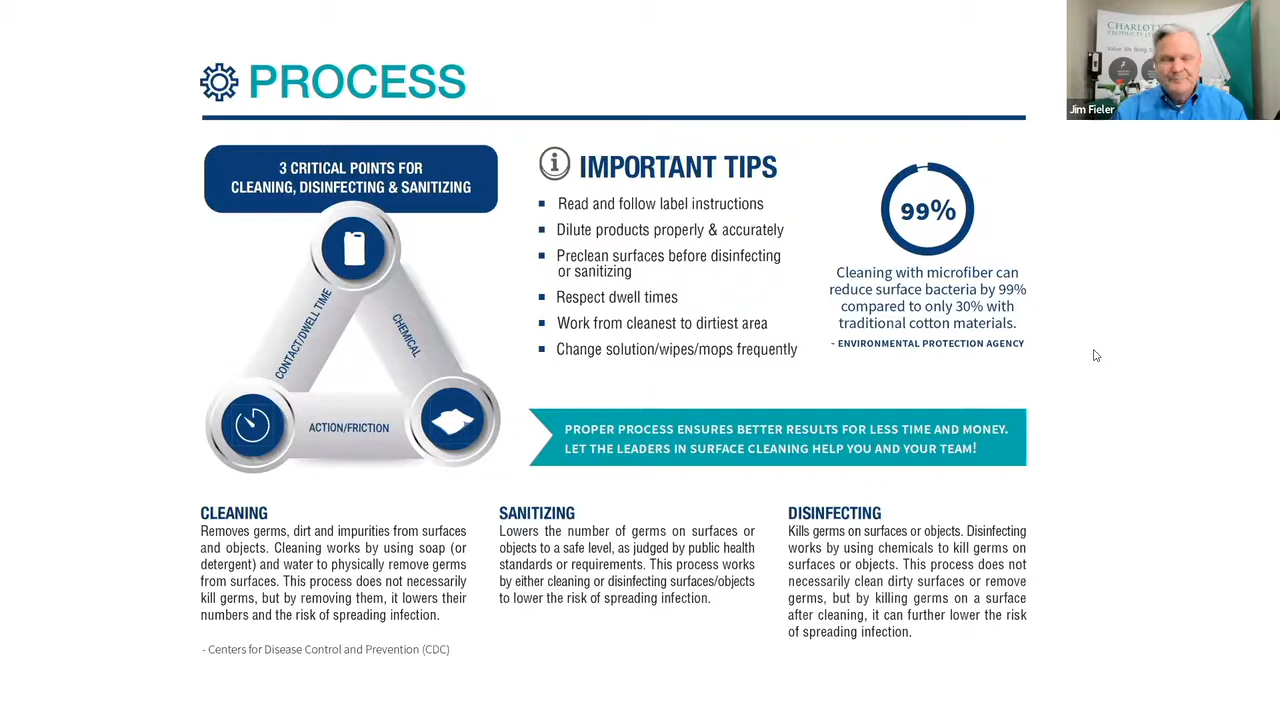 PROCESS
3 CRITICAL POINTS FOR
CLEANING, DISINFECTING & SANITIZING
CONTACT/DWELL TIME
CHEMICAL
ACTION/FRICTION
IMPORTANT TIPS
Read and follow label instructions
Dilute products properly & accurately
Preclean surfaces before disinfecting
or sanitizing
Respect dwell times
Work from cleanest to dirtiest area
Change solution/wipes/mops frequently
99%
Cleaning with microfiber can
reduce surface bacteria by 99%
compared to only 30% with
traditional cotton materials.
- ENVIRONMENTAL PROTECTION AGENCY
PROPER PROCESS ENSURES BETTER RESULTS FOR LESS TIME AND MONEY.
LET THE LEADERS IN SURFACE CLEANING HELP YOU AND YOUR TEAM!
CLEANING
Removes germs, dirt and impurities from surfaces
and objects. Cleaning works by using soap (or
detergent) and water to physically remove germs
from surfaces. This process does not necessarily
kill germs, but by removing them, it lowers their
numbers and the risk of spreading infection.
- Centers for Disease Control and Prevention (CDC)
SANITIZING
Lowers the number of germs on surfaces or
objects to a safe level, as judged by public health
standards or requirements. This process works
by either cleaning or disinfecting surfaces/objects
to lower the risk of spreading infection.
DISINFECTING
Kills germs on surfaces or objects. Disinfecting
works by using chemicals to kill germs on
surfaces or objects. This process does not
necessarily clean dirty surfaces or remove
germs, but by killing germs on a surface
after cleaning, it can further lower the risk
of spreading infection.
CHARLOTT
PRODUCTS
Value We Bring
Jim Fieler